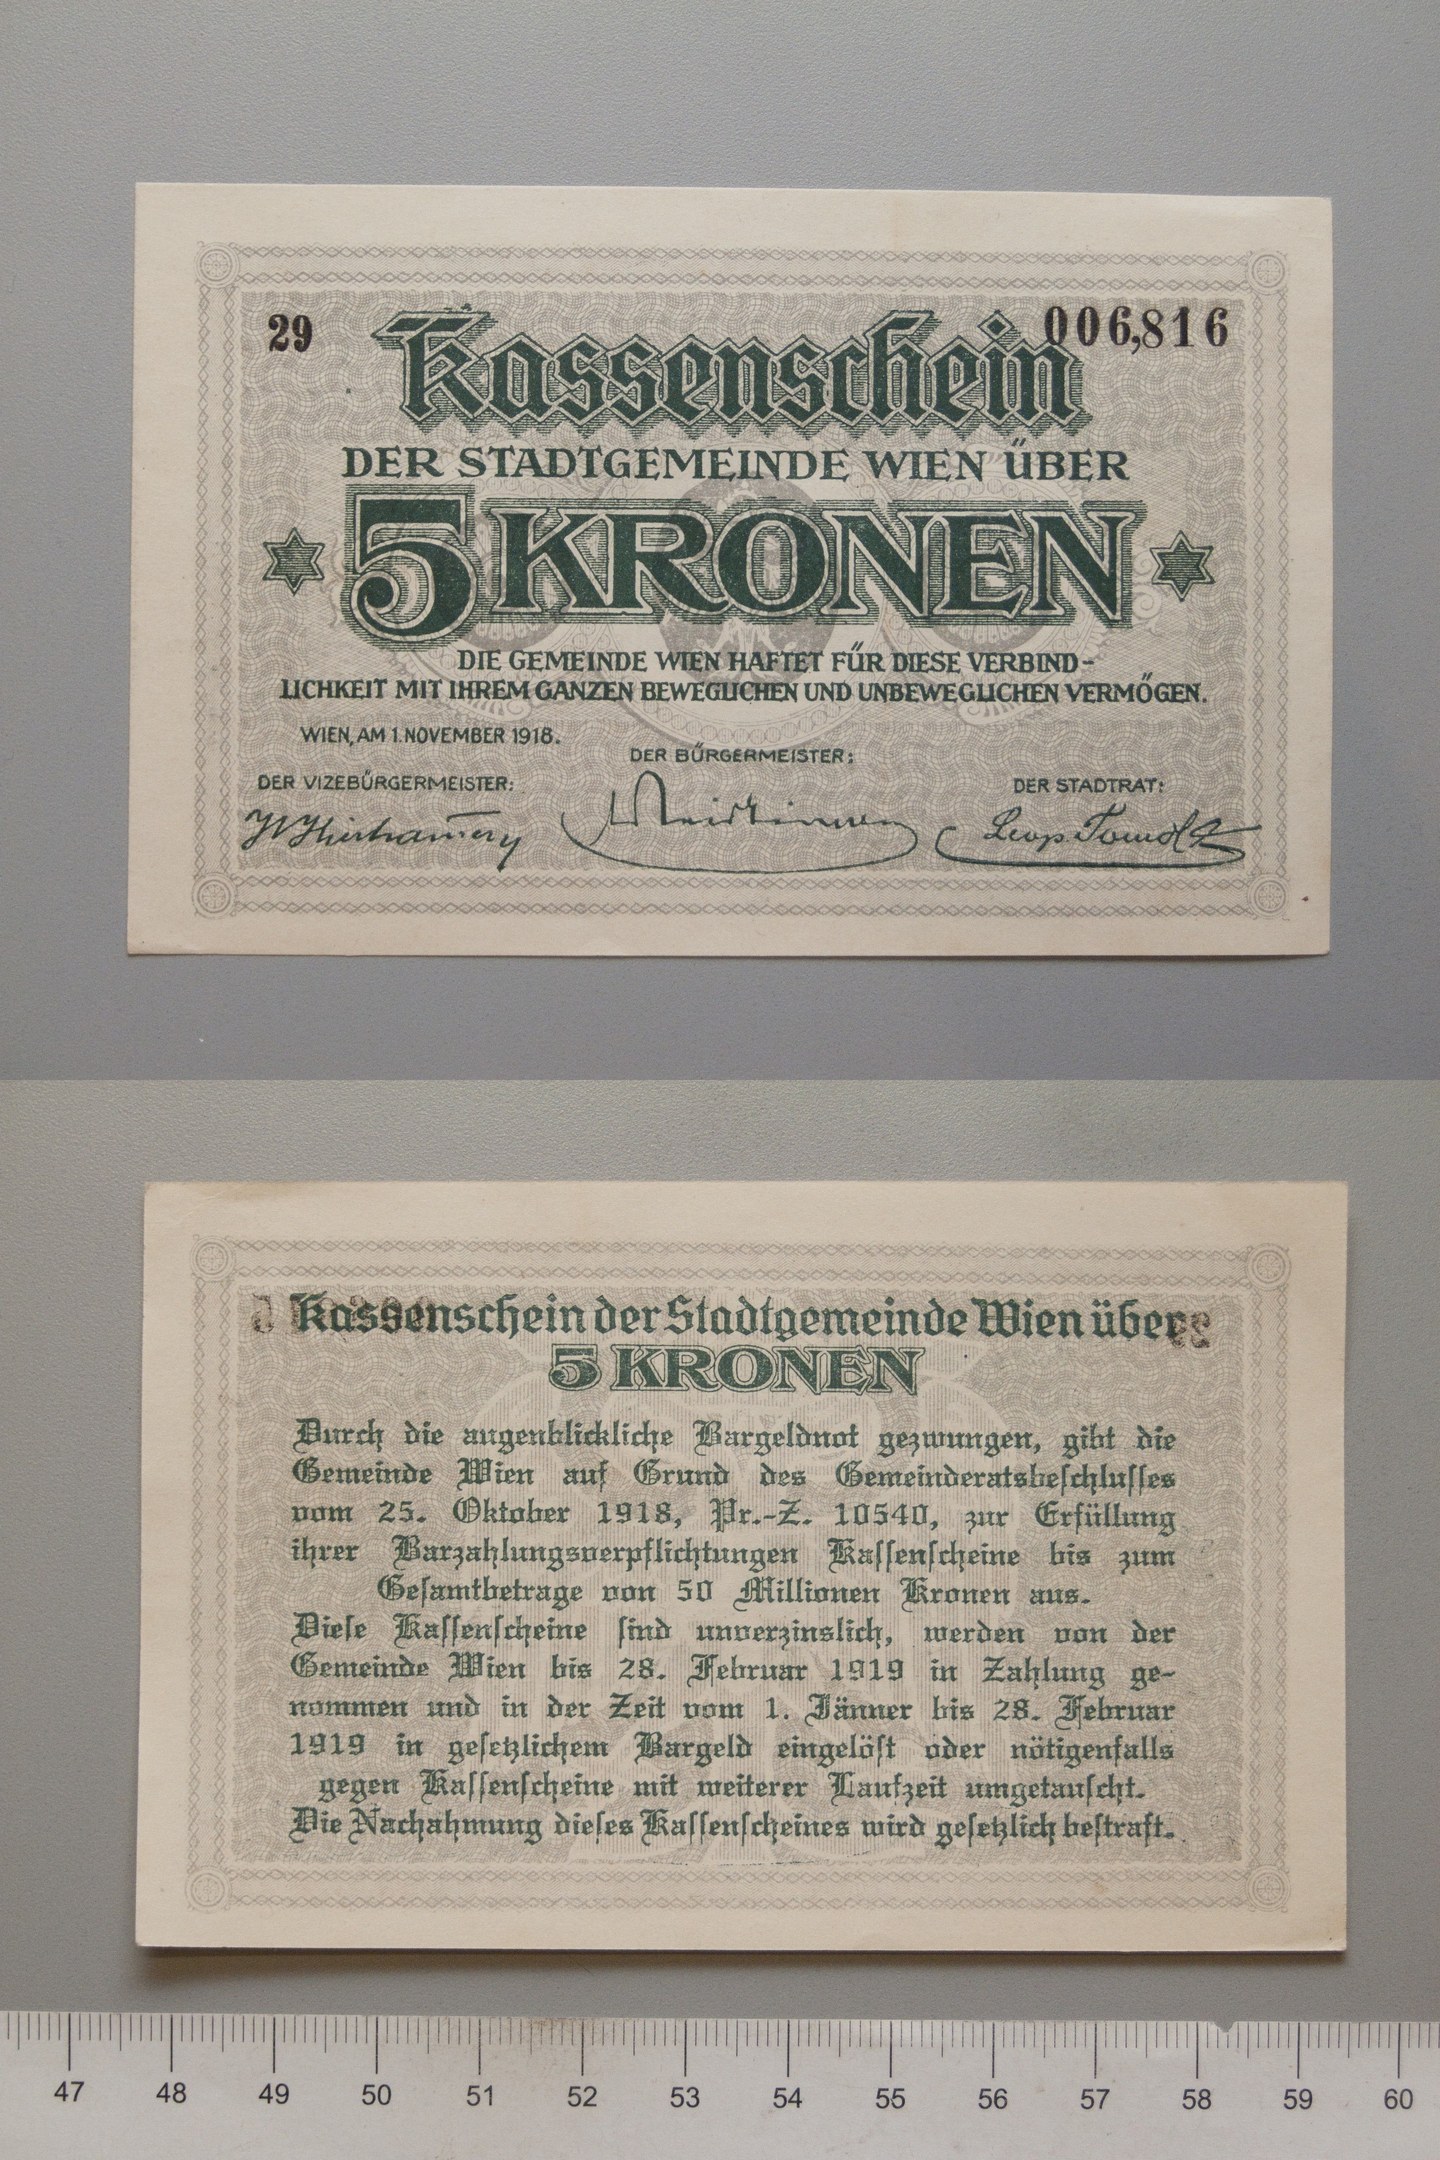 29
006,816
Kassenschein
DER STADTGEMEINDE WIEN ÜBER
5 KRONEN
DIE GEMEINDE WIEN HAFTET FÜR DIESE VERBIND-
LICHKEIT MIT IHREM GANZEN BEWEGLICHEN UND UNBEWEGLICHEN VERMÖGEN.
WIEN, AM 1. NOVEMBER 1918.
DER BÜRGERMEISTER:
DER VIZEBÜRGERMEISTER:
DER STADTRAT:
Leop. Tomola
Kassenschein der Stadtgemeinde Wien über
5 KRONEN
Durch die augenblickliche Bargeldnot gezwungen, gibt die
Gemeinde Wien auf Grund des Gemeinderatsbeschlusses
vom 25. Oktober 1918, Pr.-Z. 10540, zur Erfüllung
ihrer Barzahlungsverpflichtungen Kassenscheine bis zum
Gesamtbetrage von 50 Millionen Kronen aus.
Diese Kassenscheine sind unverzinslich, werden von der
Gemeinde Wien bis 28. Februar 1919 in Zahlung ge-
nommen und in der Zeit vom 1. Jänner bis 28. Februar
1919 in gesetzlichem Bargeld eingelöst oder nötigenfalls
gegen Kassenscheine mit weiterer Laufzeit umgetauscht.
Die Nachahmung dieses Kassenscheines wird gesetzlich bestraft.
47 48 49 50 51 52 53 54 55 56 57 58 59 60